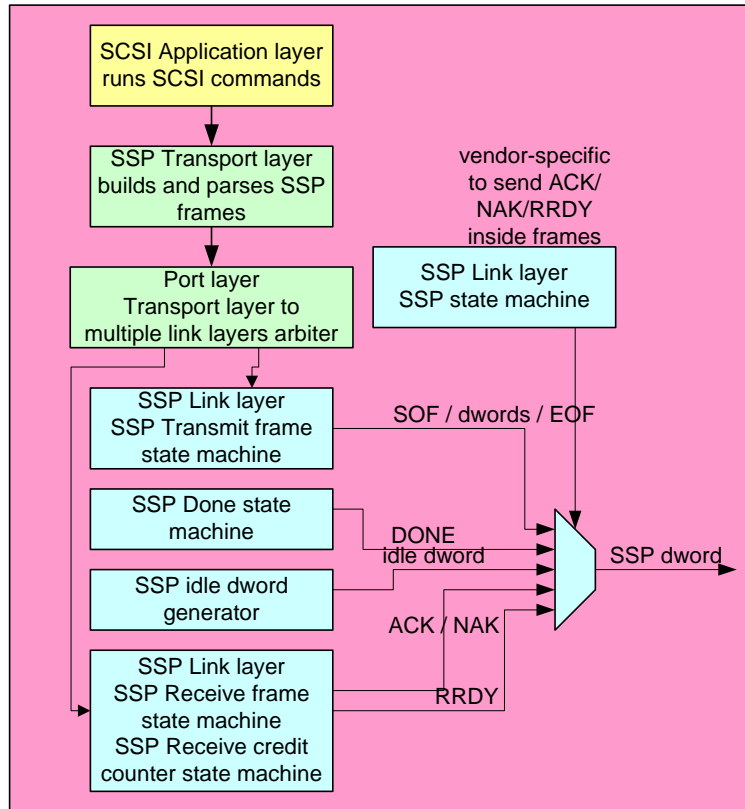 SCSI Application layer
runs SCSI commands
SSP Transport layer
builds and parses SSP
frames
vendor-specific
to send ACK/
NAK/RRDY
inside frames
Port layer
Transport layer to
multiple link layers arbiter
SSP Link layer
SSP state machine
SSP Link layer
SSP Transmit frame
state machine
SOF / dwords / EOF
SSP Done state
machine
DONE
idle dword
SSP dword
SSP idle dword
generator
ACK / NAK
SSP Link layer
SSP Receive frame
state machine
SSP Receive credit
counter state machine
RRDY